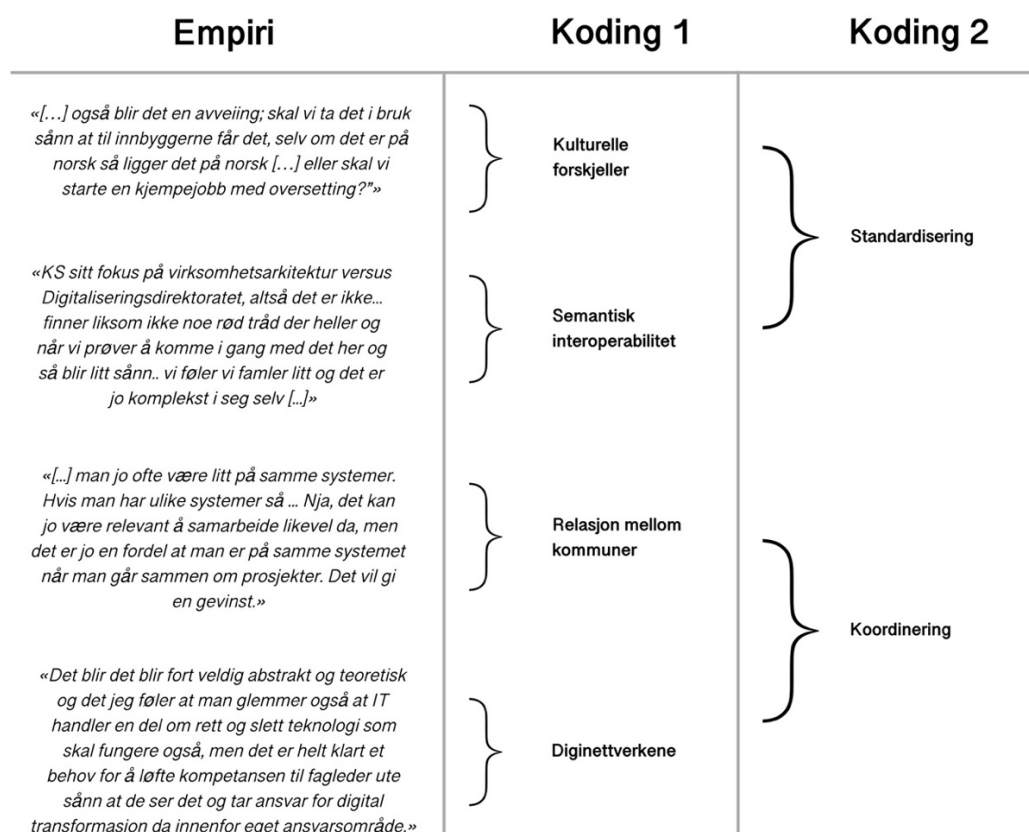 Empiri
Koding 1
Koding 2
«[…] også blir det en avveiing; skal vi ta det i bruk
sånn at til innbyggerne får det, selv om det er på
norsk så ligger det på norsk […] eller skal vi
starte en kjempejobb med oversetting?”»
Kulturelle
forskjeller
Standardisering
«KS sitt fokus på virksomhetsarkitektur versus
Digitaliseringsdirektoratet, altså det er ikke...
finner liksom ikke noe rød tråd der heller og
når vi prøver å komme i gang med det her og
så blir litt sånn.. vi føler vi famler litt og det er
jo komplekst i seg selv [...]»
Semantisk
interoperabilitet
«[...] man jo ofte være litt på samme systemer.
Hvis man har ulike systemer så ... Nja, det kan
jo være relevant å samarbeide likevel da, men
det er jo en fordel at man er på samme systemet
når man går sammen om prosjekter. Det vil gi
en gevinst.»
Relasjon mellom
kommuner
Koordinering
«Det blir det blir fort veldig abstrakt og teoretisk
og det jeg føler at man glemmer også at IT
handler en del om rett og slett teknologi som
skal fungere også, men det er helt klart et
behov for å løfte kompetansen til fagleder ute
sånn at de ser det og tar ansvar for digital
transformasjon da innenfor eget ansvarsområde.»
Diginettverkene